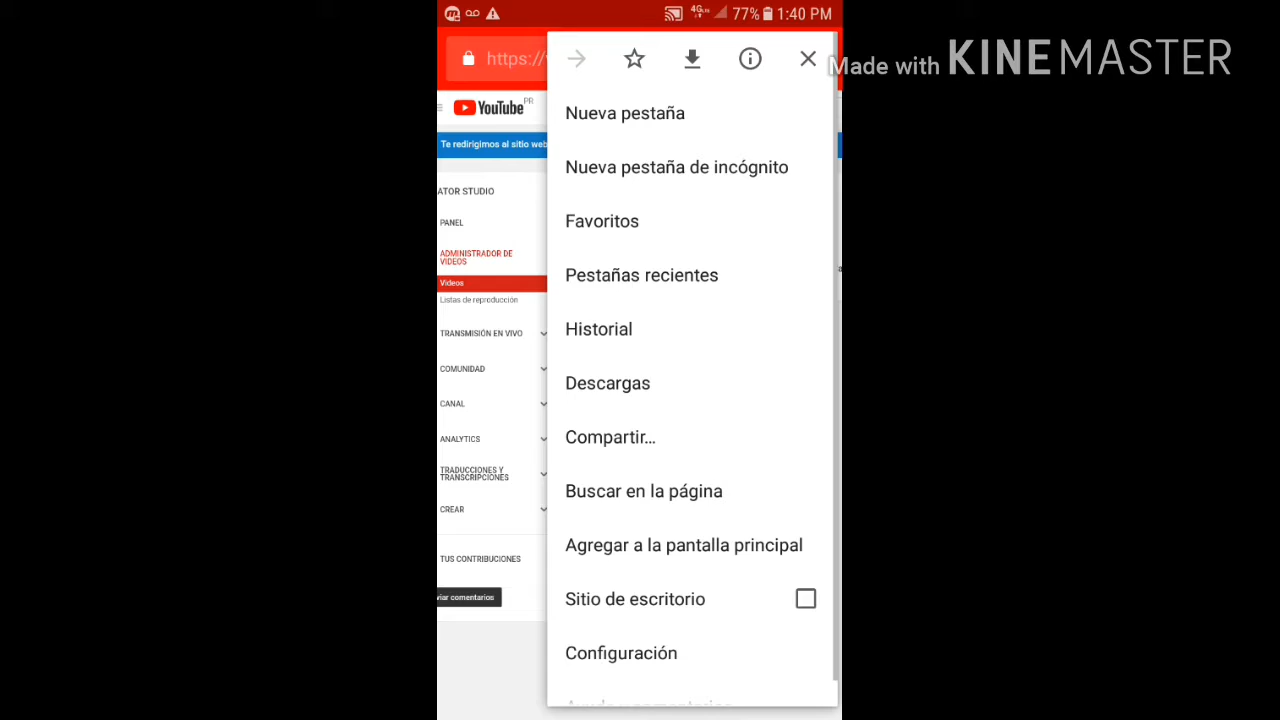 4G LTE 77% 1:40 PM
Made with KINEMASTER
https://
YouTube PR
Te redirigimos al sitio web
ATOR STUDIO
PANEL
ADMINISTRADOR DE
VIDEOS
Videos
Listas de reproducción
TRANSMISIÓN EN VIVO
COMUNIDAD
CANAL
ANALYTICS
TRADUCCIONES Y
TRANSCRIPCIONES
CREAR
TUS CONTRIBUCIONES
viar comentarios
Nueva pestaña
Nueva pestaña de incógnito
Favoritos
Pestañas recientes
Historial
Descargas
Compartir...
Buscar en la página
Agregar a la pantalla principal
Sitio de escritorio
Configuración